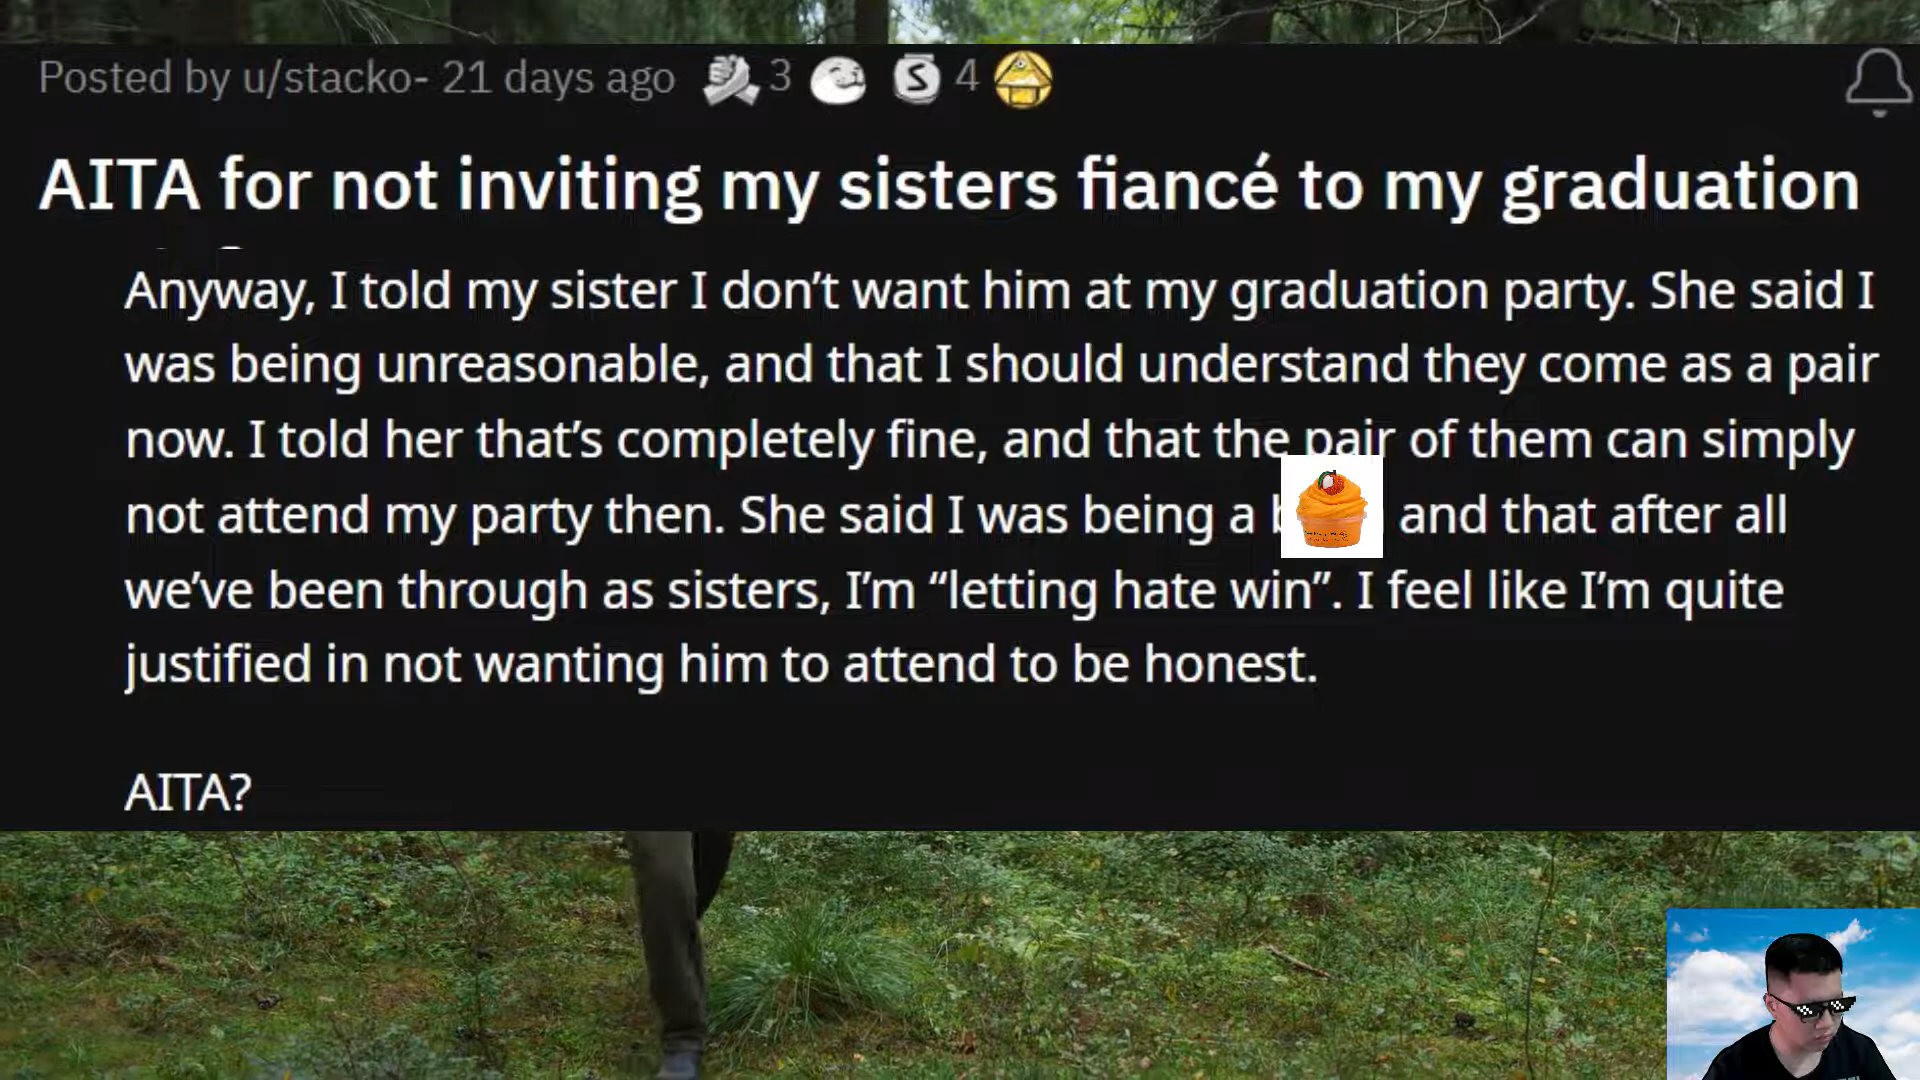 Posted by u/stacko- 21 days ago 3 4
AITA for not inviting my sisters fiancé to my graduation
Anyway, I told my sister I don’t want him at my graduation party. She said I
was being unreasonable, and that I should understand they come as a pair
now. I told her that’s completely fine, and that the pair of them can simply
not attend my party then. She said I was being a b and that after all
we’ve been through as sisters, I’m “letting hate win”. I feel like I’m quite
justified in not wanting him to attend to be honest.
AITA?